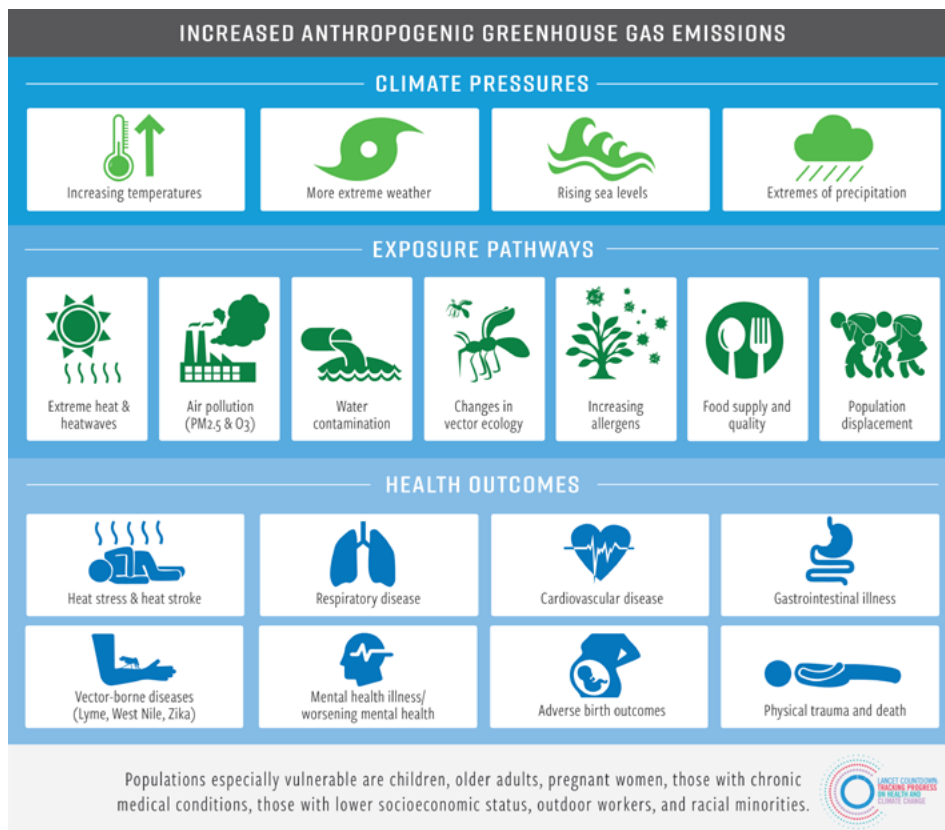 INCREASED ANTHROPOGENIC GREENHOUSE GAS EMISSIONS
CLIMATE PRESSURES
Increasing temperatures
More extreme weather
Rising sea levels
Extremes of precipitation
EXPOSURE PATHWAYS
Extreme heat &
heatwaves
Air pollution
(PM2.5 & O3)
Water
contamination
Changes in
vector ecology
Increasing
allergens
Food supply and
quality
Population
displacement
HEALTH OUTCOMES
Heat stress & heat stroke
Respiratory disease
Cardiovascular disease
Gastrointestinal illness
Vector-borne diseases
(Lyme, West Nile, Zika)
Mental health illness/
worsening mental health
Adverse birth outcomes
Physical trauma and death
Populations especially vulnerable are children, older adults, pregnant women, those with chronic
medical conditions, those with lower socioeconomic status, outdoor workers, and racial minorities.
LANCET COUNTDOWN:
TRACKING PROGRESS
ON HEALTH AND
CLIMATE CHANGE